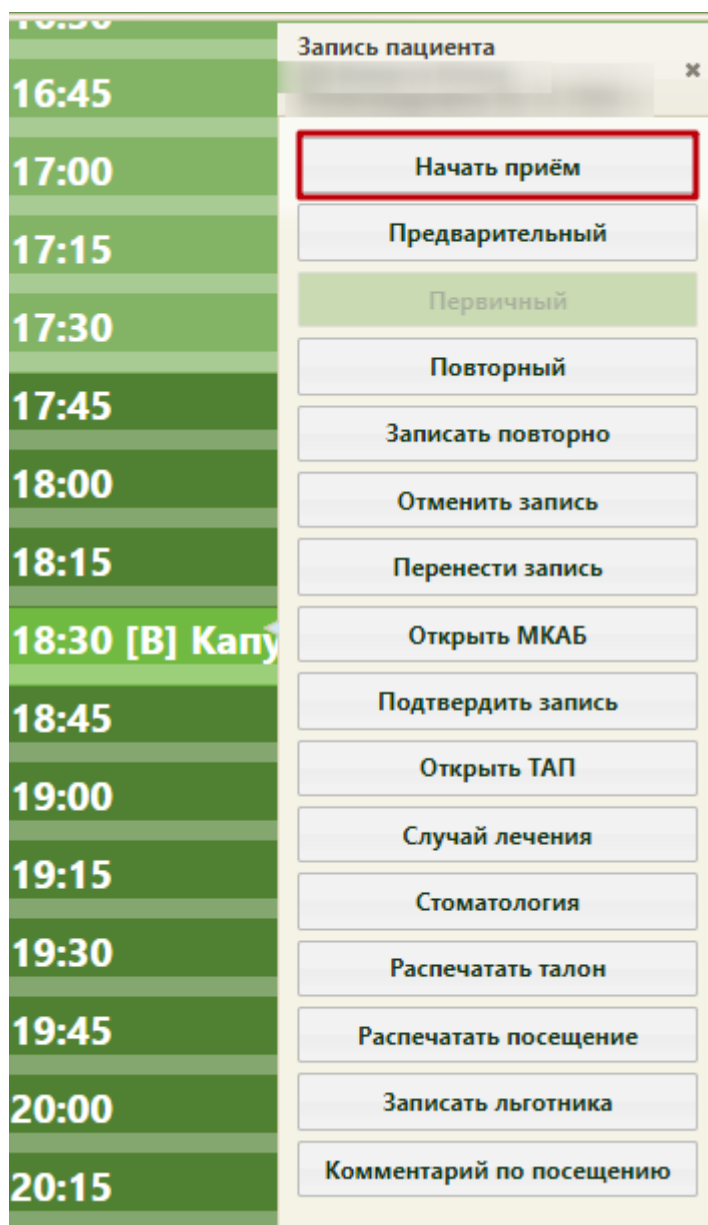 16:45
17:00
17:15
17:30
17:45
18:00
18:15
18:30 [В] Капу
18:45
19:00
19:15
19:30
19:45
20:00
20:15
Запись пациента
Начать приём
Предварительный
Первичный
Повторный
Записать повторно
Отменить запись
Перенести запись
Открыть МКАБ
Подтвердить запись
Открыть ТАП
Случай лечения
Стоматология
Распечатать талон
Распечатать посещение
Записать льготника
Комментарий по посещению